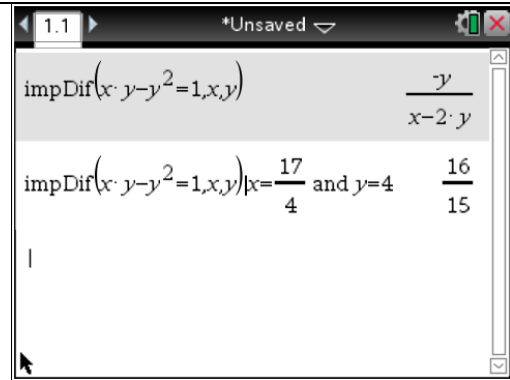 1.1 *Unsaved
impDif(x·y−y²=1,x,y) -y/(x−2·y)
impDif(x·y−y²=1,x,y)|x=17/4 and y=4 16/15